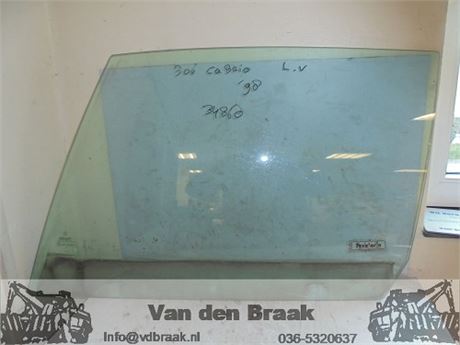 306 cabrio L.V
'98
34860
Van den Braak
Info@vdbraak.nl 036-5320637